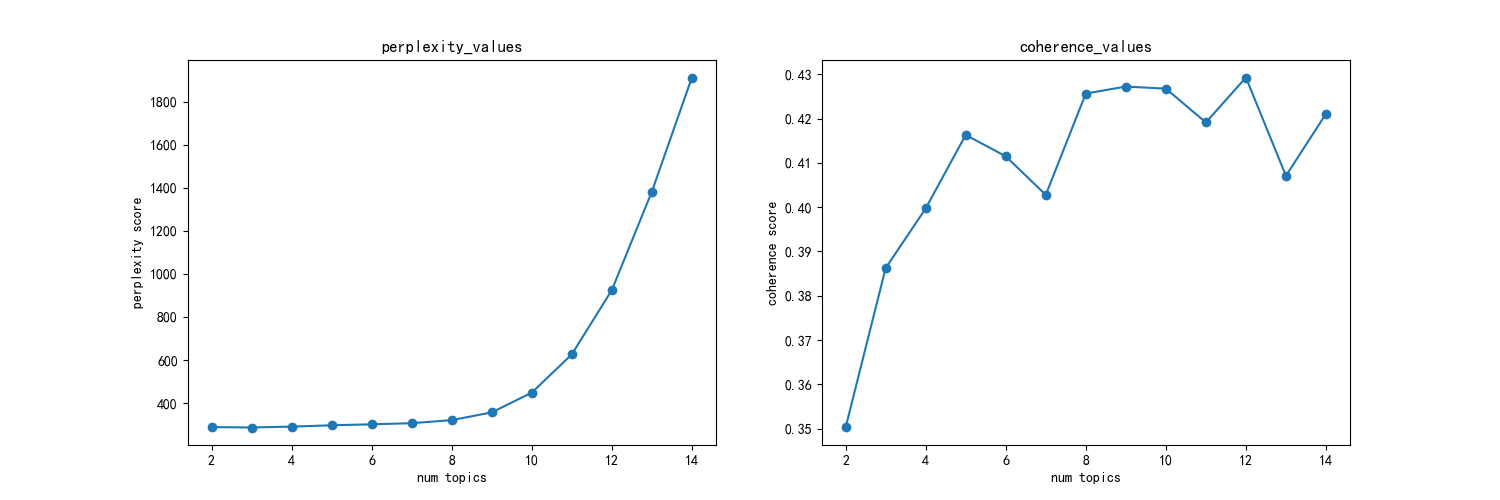 perplexity_values
perplexity score
1800
1600
1400
1200
1000
800
600
400
2 4 6 8 10 12 14
num topics
coherence_values
coherence score
0.43
0.42
0.41
0.40
0.39
0.38
0.37
0.36
0.35
2 4 6 8 10 12 14
num topics